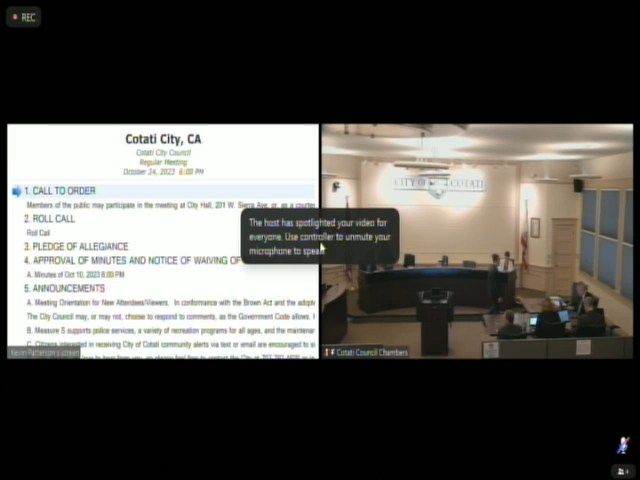 REC
Cotati City, CA
Cotati City Council
Regular Meeting
October 24, 2023 6:00 PM
1. CALL TO ORDER
Members of the public may participate in the meeting at City Hall, 201 W. Sierra Ave. or, as a courte
2. ROLL CALL
Roll Call
3. PLEDGE OF ALLEGIANCE
4. APPROVAL OF MINUTES AND NOTICE OF WAIVING OF
A. Minutes of Oct 10, 2023 6:00 PM
5. ANNOUNCEMENTS
A. Meeting Orientation for New Attendees/Viewers. In conformance with the Brown Act and the adopt
The City Council may, or may not, choose to respond to comments, as the Government Code allows.
B. Measure S supports police services, a variety of recreation programs for all ages, and the maintenan
C. Citizens interested in receiving City of Cotati community alerts via text or email are encouraged to
The host has spotlighted your video for
everyone. Use controller to unmute your
microphone to speak
CITY OF COTATI
Kevin Patterson's screen
Cotati Council Chambers
4